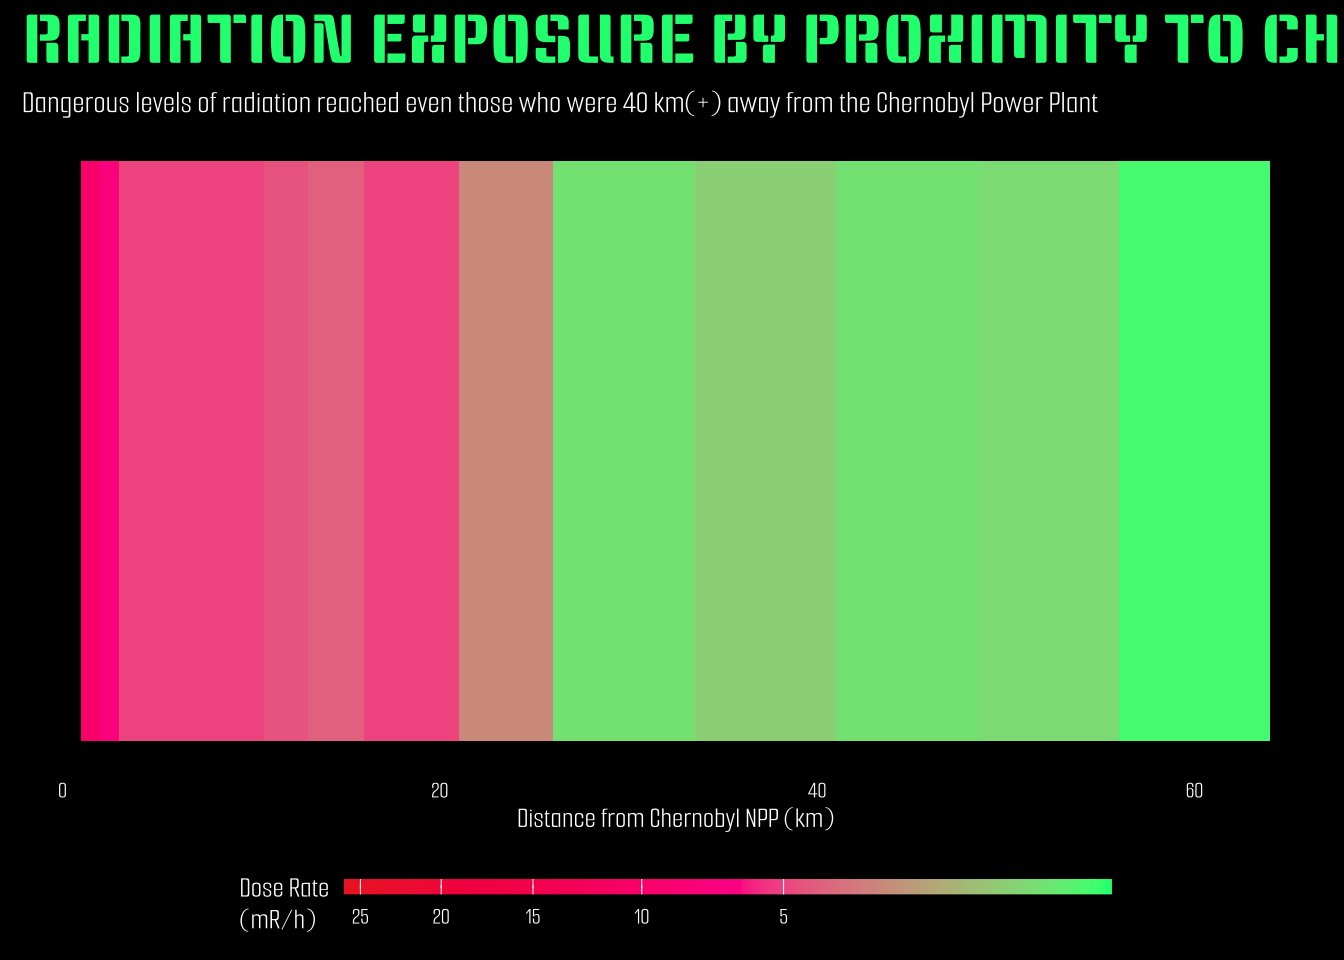 RADIATION EXPOSURE BY PROXIMITY TO CH
Dangerous levels of radiation reached even those who were 40 km(+) away from the Chernobyl Power Plant
0 20 40 60
Distance from Chernobyl NPP (km)
Dose Rate
(mR/h)
25 20 15 10 5